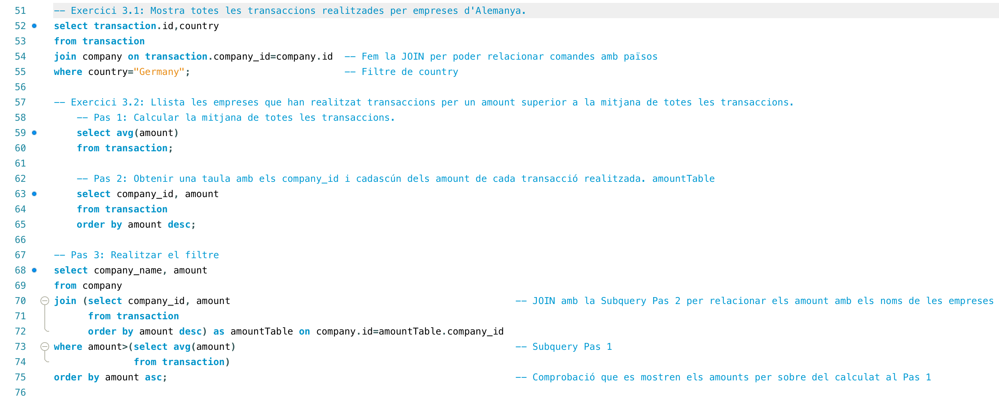 51 -- Exercici 3.1: Mostra totes les transaccions realitzades per empreses d'Alemanya.
52 select transaction.id,country
53 from transaction
54 join company on transaction.company_id=company.id -- Fem la JOIN per poder relacionar comandes amb països
55 where country="Germany"; -- Filtre de country
56
57 -- Exercici 3.2: Llista les empreses que han realitzat transaccions per un amount superior a la mitjana de totes les transaccions.
58 -- Pas 1: Calcular la mitjana de totes les transaccions.
59 select avg(amount)
60 from transaction;
61
62 -- Pas 2: Obtenir una taula amb els company_id i cadascún dels amount de cada transacció realitzada. amountTable
63 select company_id, amount
64 from transaction
65 order by amount desc;
66
67 -- Pas 3: Realitzar el filtre
68 select company_name, amount
69 from company
70 join (select company_id, amount -- JOIN amb la Subquery Pas 2 per relacionar els amount amb els noms de les empreses
71 from transaction
72 order by amount desc) as amountTable on company.id=amountTable.company_id
73 where amount>(select avg(amount) -- Subquery Pas 1
74 from transaction)
75 order by amount asc; -- Comprobació que es mostren els amounts per sobre del calculat al Pas 1
76